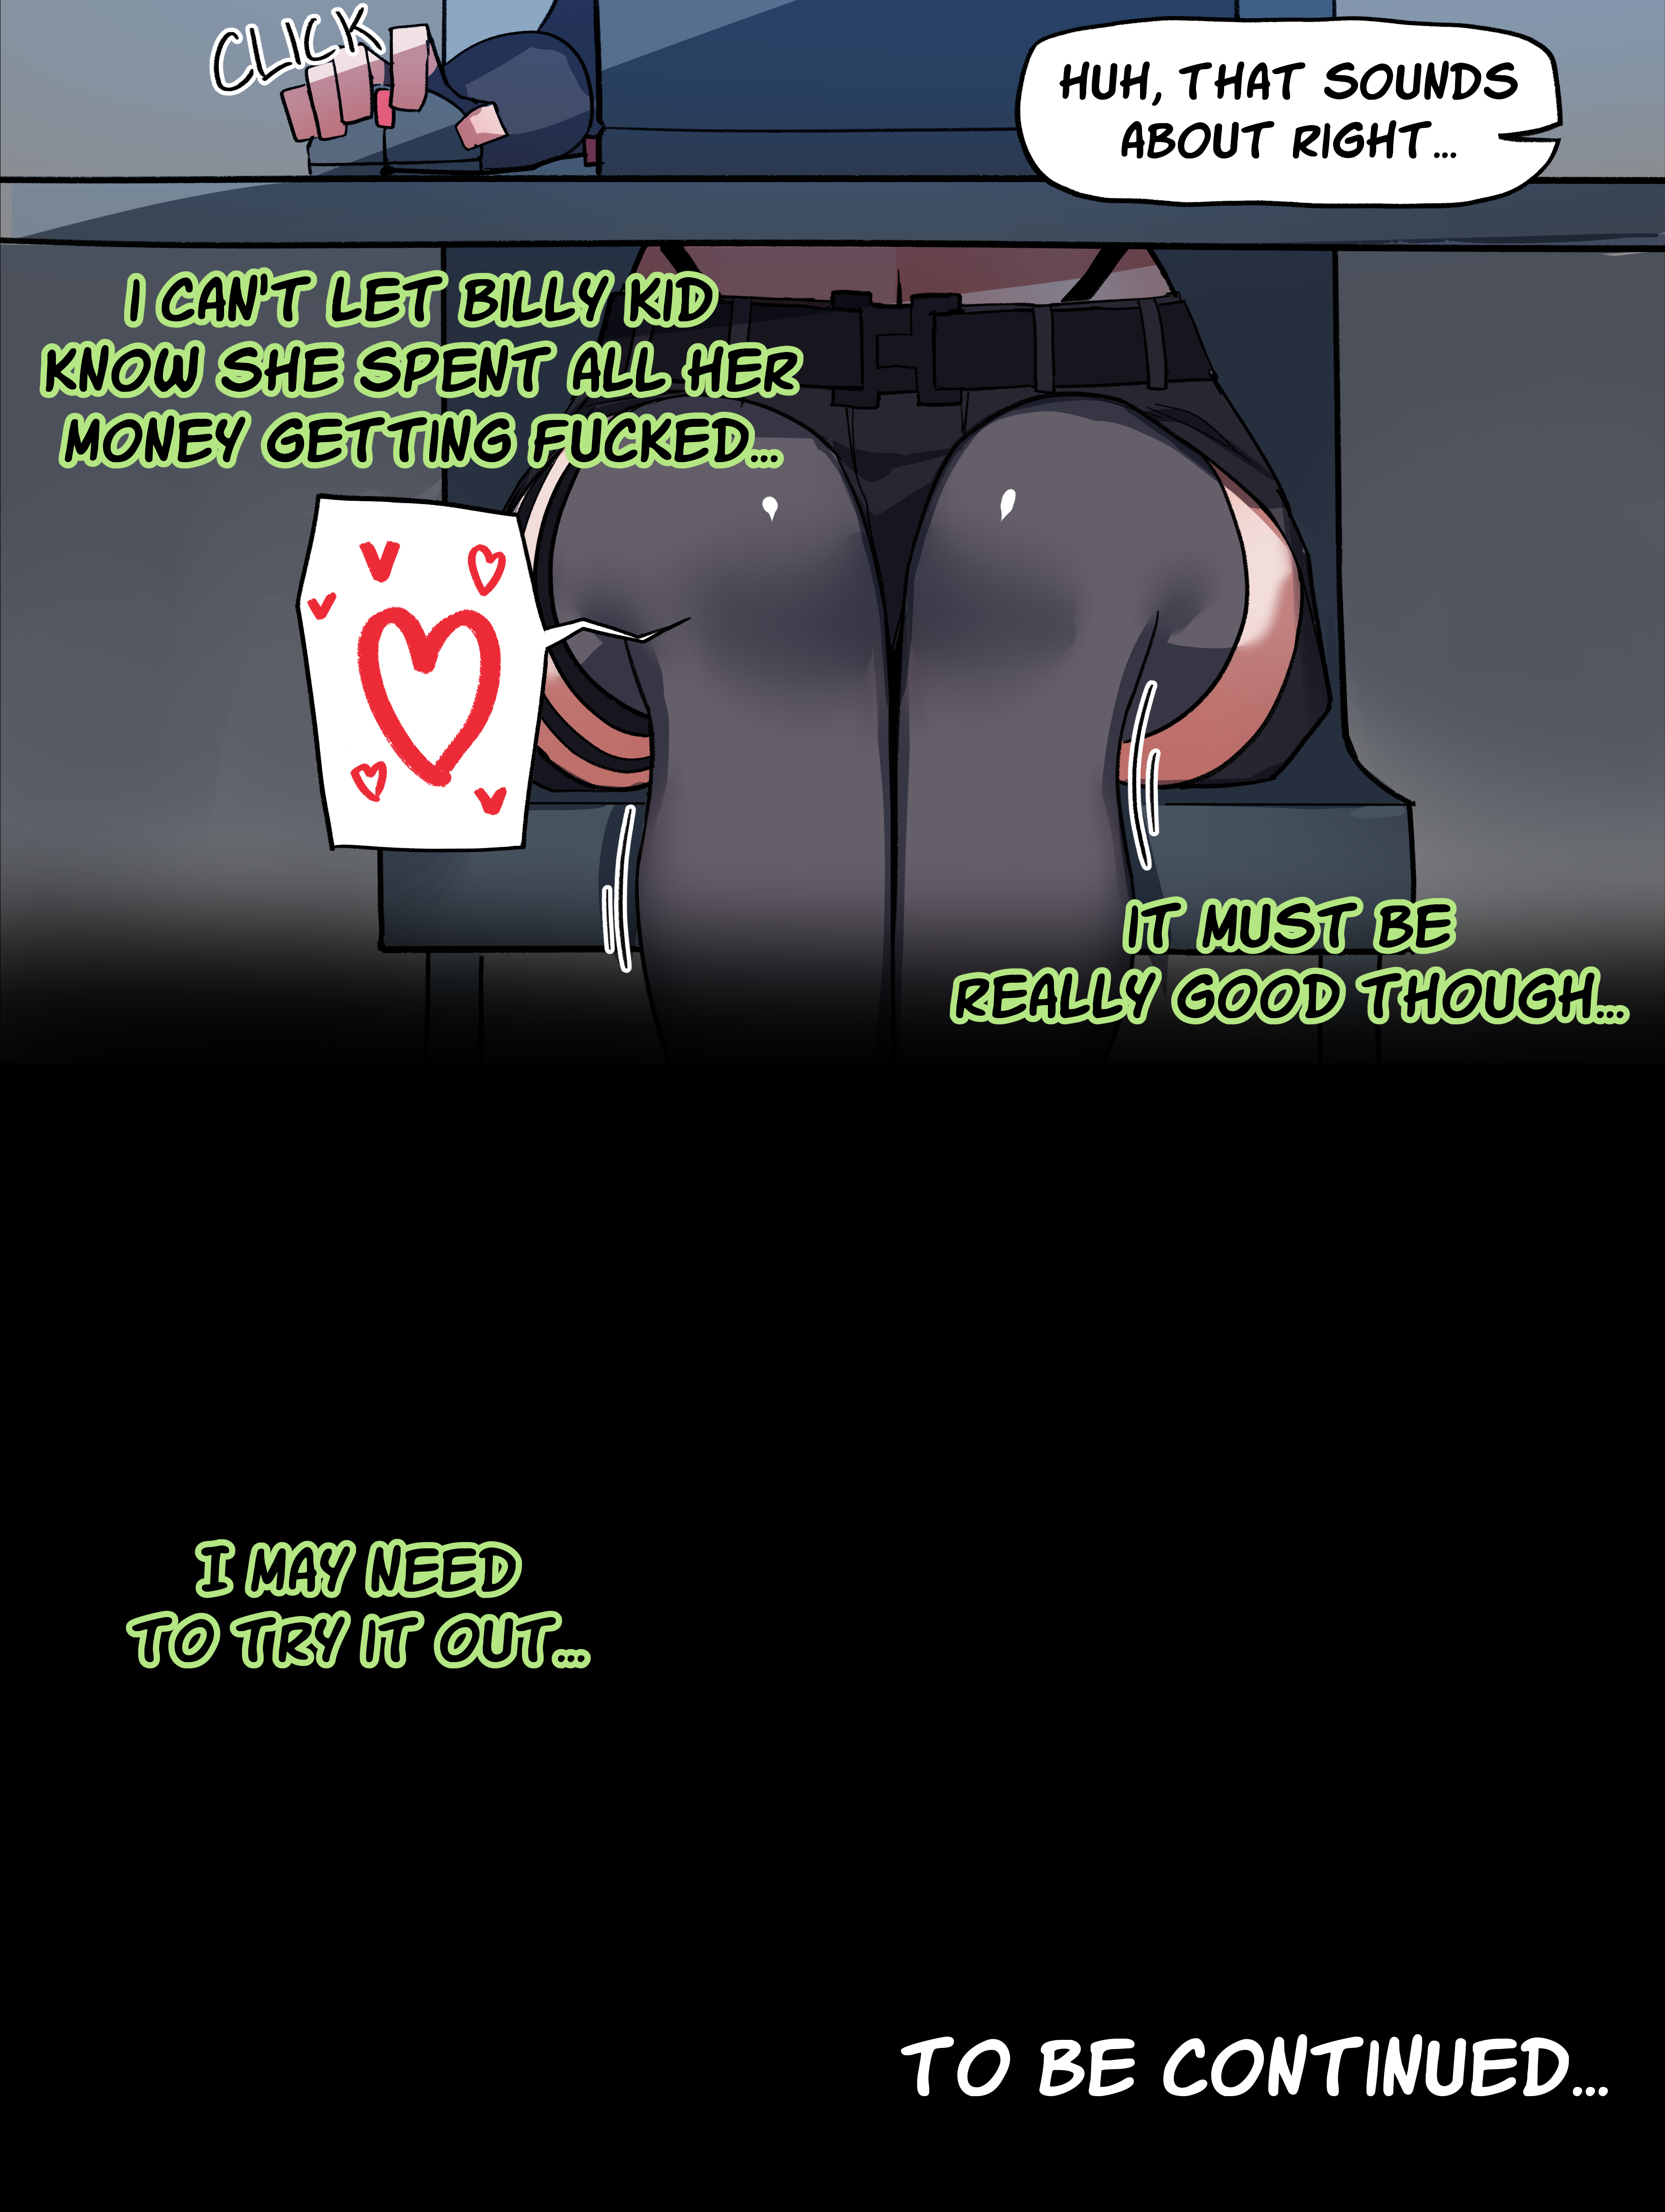 CLICK
HUH, THAT SOUNDS
ABOUT RIGHT...
I CAN'T LET BILLY KID
KNOW SHE SPENT ALL HER
MONEY GETTING FUCKED...
IT MUST BE
REALLY GOOD THOUGH...
I MAY NEED
TO TRY IT OUT...
TO BE CONTINUED...